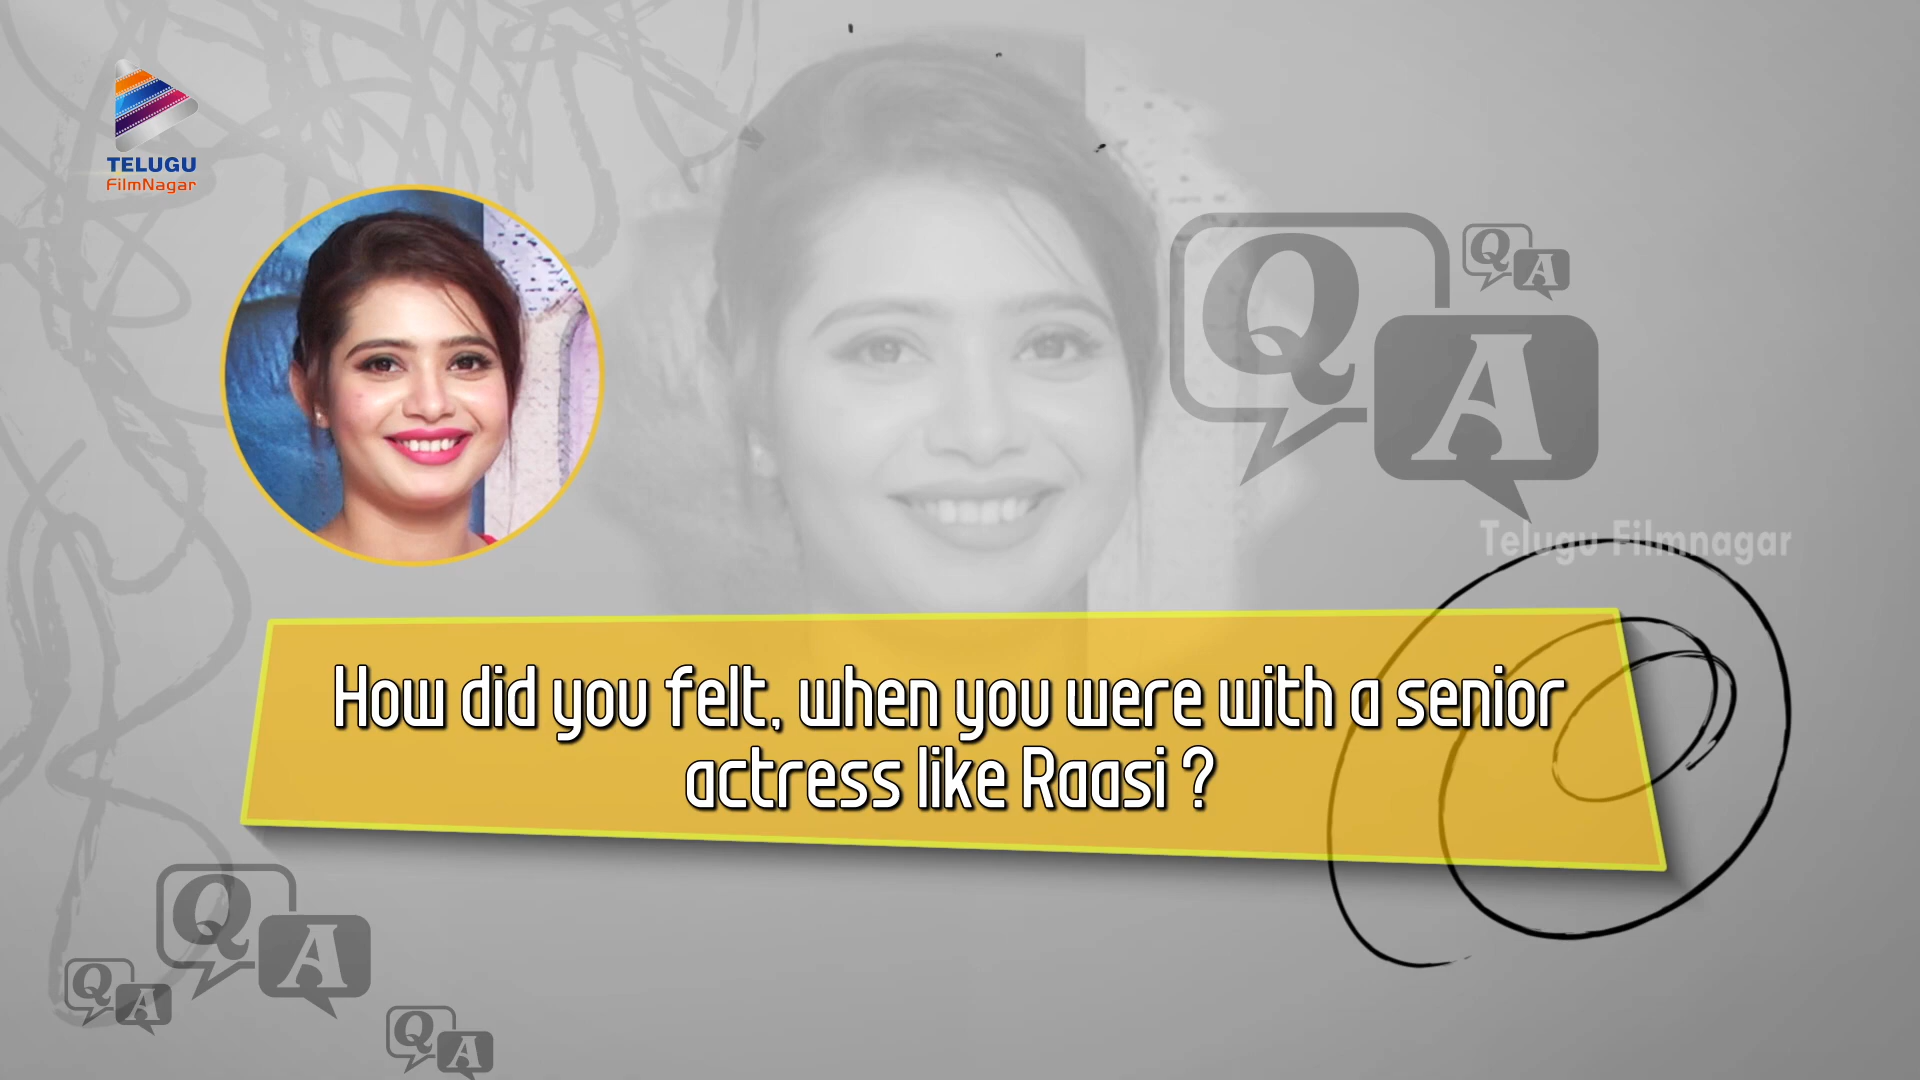 TELUGU
FilmNagar
Q
A
Q
A
Telugu Filmnagar
How did you felt, when you were with a senior
actress like Raasi ?
Q
A
Q
A
Q
A